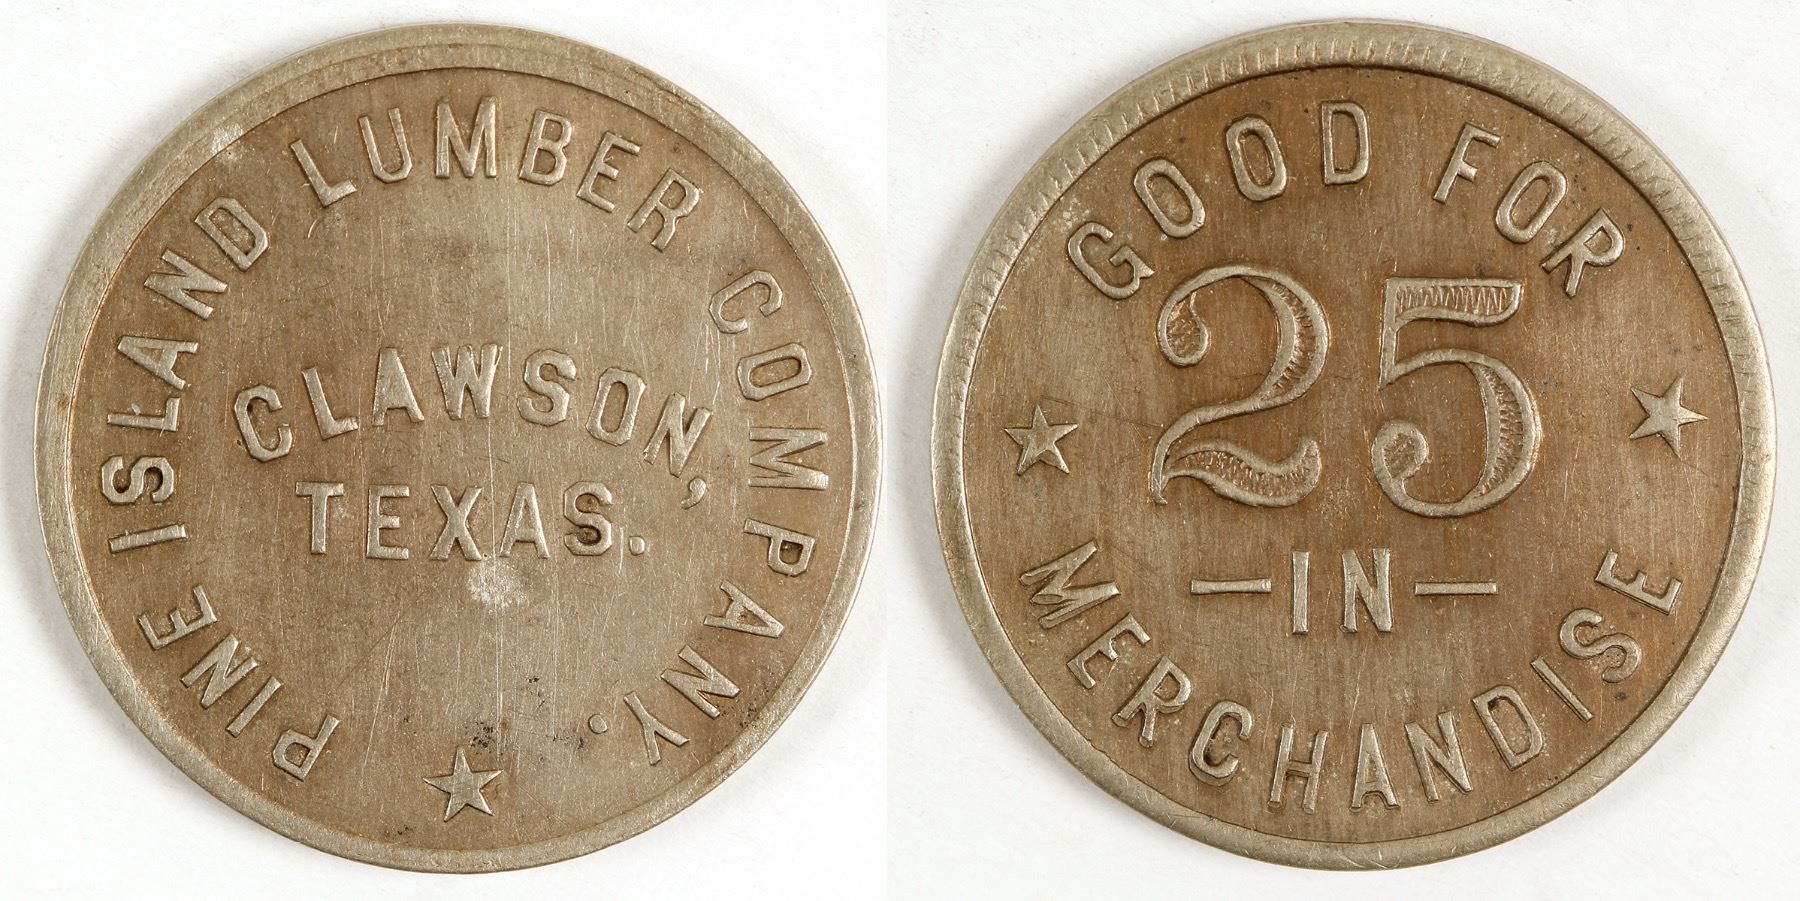 PINE ISLAND LUMBER COMPANY.
CLAWSON,
TEXAS.
GOOD FOR
25
-IN-
MERCHANDISE